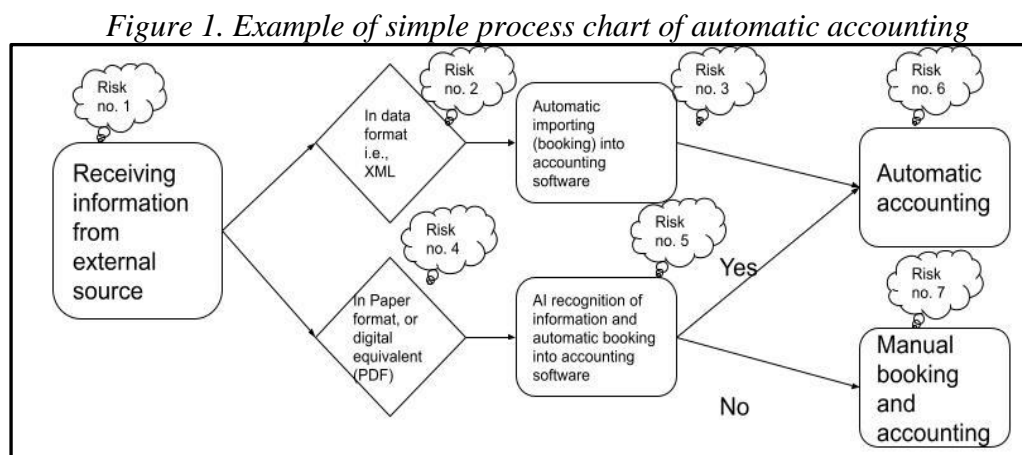 Figure 1. Example of simple process chart of automatic accounting
Risk
no. 1
Receiving
information
from
external
source
Risk
no. 2
In data
format
i.e.,
XML
Risk
no. 3
Automatic
importing
(booking) into
accounting
software
Risk
no. 6
Automatic
accounting
Risk
no. 4
In Paper
format, or
digital
equivalent
(PDF)
Risk
no. 5
AI recognition of
information and
automatic booking
into accounting
software
Yes
No
Risk
no. 7
Manual
booking
and
accounting